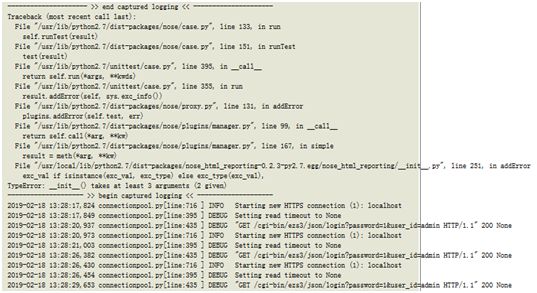 -------------------- >> end captured logging << --------------------
Traceback (most recent call last):
File "/usr/lib/python2.7/dist-packages/nose/case.py", line 133, in run
self.runTest(result)
File "/usr/lib/python2.7/dist-packages/nose/case.py", line 151, in runTest
test(result)
File "/usr/lib/python2.7/unittest/case.py", line 395, in __call__
return self.run(*args, **kwds)
File "/usr/lib/python2.7/unittest/case.py", line 355, in run
result.addError(self, sys.exc_info())
File "/usr/lib/python2.7/dist-packages/nose/proxy.py", line 131, in addError
plugins.addError(self.test, err)
File "/usr/lib/python2.7/dist-packages/nose/plugins/manager.py", line 99, in __call__
return self.call(*arg, **kw)
File "/usr/lib/python2.7/dist-packages/nose/plugins/manager.py", line 167, in simple
result = meth(*arg, **kw)
File "/usr/local/lib/python2.7/dist-packages/nose_html_reporting-0.2.3-py2.7.egg/nose_html_reporting/__init__.py", line 251, in addError
exc_val if isinstance(exc_val, exc_type) else exc_type(exc_val),
TypeError: __init__() takes at least 3 arguments (2 given)
-------------------- >> begin captured logging << --------------------
2019-02-18 13:28:17,824 connectionpool.py[line:716 ] INFO Starting new HTTPS connection (1): localhost
2019-02-18 13:28:17,849 connectionpool.py[line:395 ] DEBUG Setting read timeout to None
2019-02-18 13:28:20,937 connectionpool.py[line:435 ] DEBUG "GET /cgi-bin/ezs3/json/login?password=1&user_id=admin HTTP/1.1" 200 None
2019-02-18 13:28:20,973 connectionpool.py[line:716 ] INFO Starting new HTTPS connection (1): localhost
2019-02-18 13:28:21,003 connectionpool.py[line:395 ] DEBUG Setting read timeout to None
2019-02-18 13:28:26,382 connectionpool.py[line:435 ] DEBUG "GET /cgi-bin/ezs3/json/login?password=1&user_id=admin HTTP/1.1" 200 None
2019-02-18 13:28:26,430 connectionpool.py[line:716 ] INFO Starting new HTTPS connection (1): localhost
2019-02-18 13:28:26,454 connectionpool.py[line:395 ] DEBUG Setting read timeout to None
2019-02-18 13:28:29,653 connectionpool.py[line:435 ] DEBUG "GET /cgi-bin/ezs3/json/login?password=1&user_id=admin HTTP/1.1" 200 None